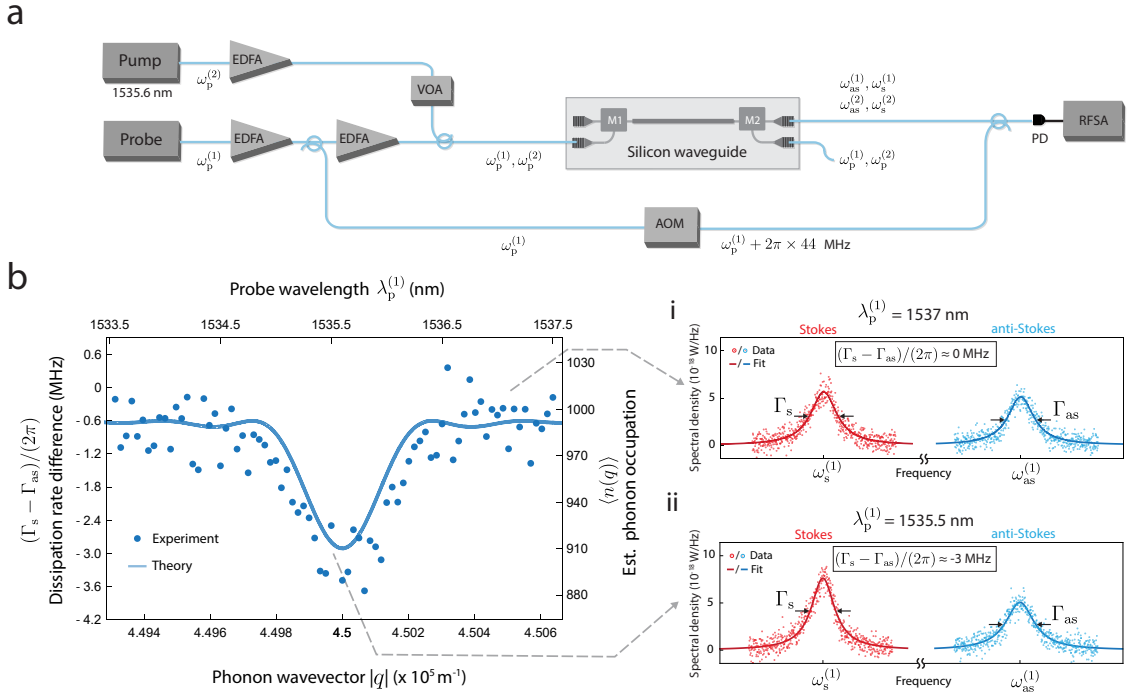 a
Pump
1535.6 nm
ω_p^(2)
EDFA
VOA
Probe
ω_p^(1)
EDFA
EDFA
ω_p^(1), ω_p^(2)
M1
M2
Silicon waveguide
ω_as^(1), ω_s^(1)
ω_as^(2), ω_s^(2)
ω_p^(1), ω_p^(2)
PD
RFSA
ω_p^(1)
AOM
ω_p^(1) + 2π × 44 MHz
b
Probe wavelength λ_p^(1) (nm)
1533.5 1534.5 1535.5 1536.5 1537.5
(Γ_s − Γ_as)/(2π)
Dissipation rate difference (MHz)
0.6
0
- 0.6
- 1.2
- 1.8
- 2.4
- 3.0
- 3.6
- 4.2
Experiment
Theory
1030
1000
970
940
910
880
⟨n(q)⟩
Est. phonon occupation
4.494 4.496 4.498 4.5 4.502 4.504 4.506
Phonon wavevector |q| (x 10^5 m^-1)
i
λ_p^(1) = 1537 nm
Stokes
anti-Stokes
Spectral density (10^-18 W/Hz)
10
5
0
/ Data
/ Fit
(Γ_s − Γ_as)/(2π) ≈ 0 MHz
Γ_s
Γ_as
ω_s^(1)
Frequency
ω_as^(1)
ii
λ_p^(1) = 1535.5 nm
Stokes
anti-Stokes
Spectral density (10^-18 W/Hz)
10
5
0
/ Data
/ Fit
(Γ_s − Γ_as)/(2π) ≈ -3 MHz
Γ_s
Γ_as
ω_s^(1)
Frequency
ω_as^(1)